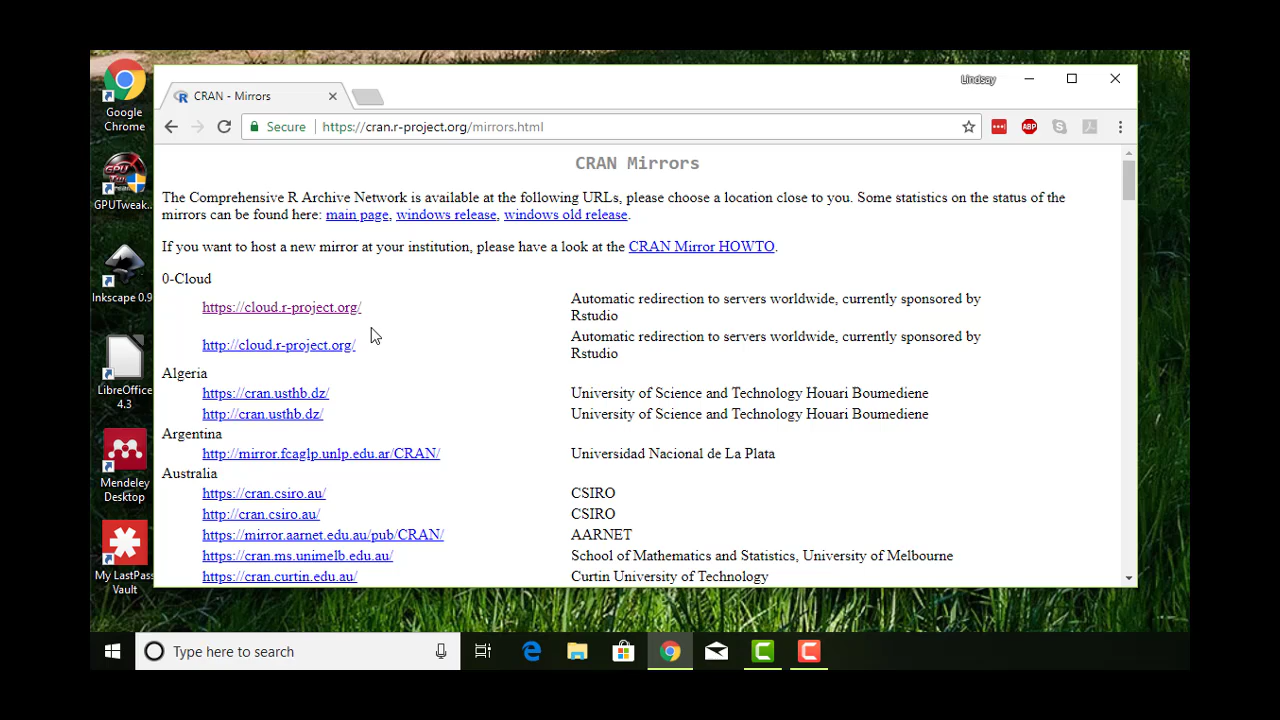 Lindsay
CRAN - Mirrors
Secure https://cran.r-project.org/mirrors.html
ABP
CRAN Mirrors
The Comprehensive R Archive Network is available at the following URLs, please choose a location close to you. Some statistics on the status of the
mirrors can be found here: main page, windows release, windows old release.
If you want to host a new mirror at your institution, please have a look at the CRAN Mirror HOWTO.
0-Cloud
https://cloud.r-project.org/ Automatic redirection to servers worldwide, currently sponsored by
Rstudio
http://cloud.r-project.org/ Automatic redirection to servers worldwide, currently sponsored by
Rstudio
Algeria
https://cran.usthb.dz/ University of Science and Technology Houari Boumediene
http://cran.usthb.dz/ University of Science and Technology Houari Boumediene
Argentina
http://mirror.fcaglp.unlp.edu.ar/CRAN/ Universidad Nacional de La Plata
Australia
https://cran.csiro.au/ CSIRO
http://cran.csiro.au/ CSIRO
https://mirror.aarnet.edu.au/pub/CRAN/ AARNET
https://cran.ms.unimelb.edu.au/ School of Mathematics and Statistics, University of Melbourne
https://cran.curtin.edu.au/ Curtin University of Technology
Google
Chrome
GPUTweak...
Inkscape 0.9
LibreOffice
4.3
Mendeley
Desktop
My LastPass
Vault
Type here to search